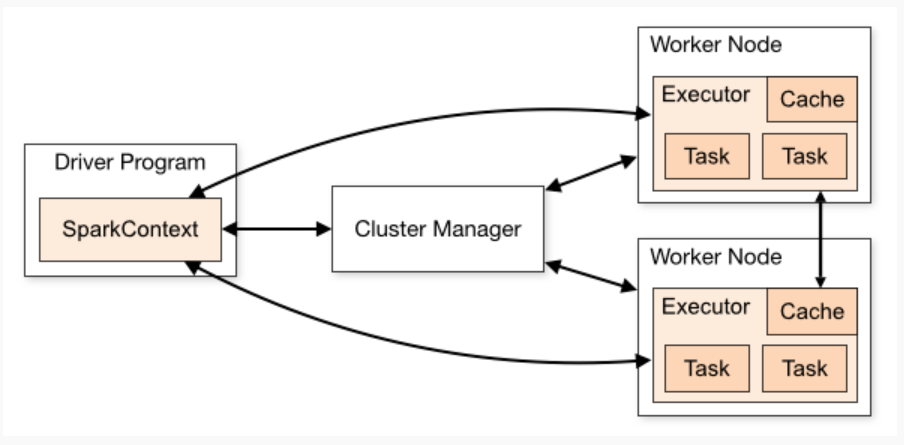 Driver Program
SparkContext
Cluster Manager
Worker Node
Executor
Cache
Task
Task
Worker Node
Executor
Cache
Task
Task